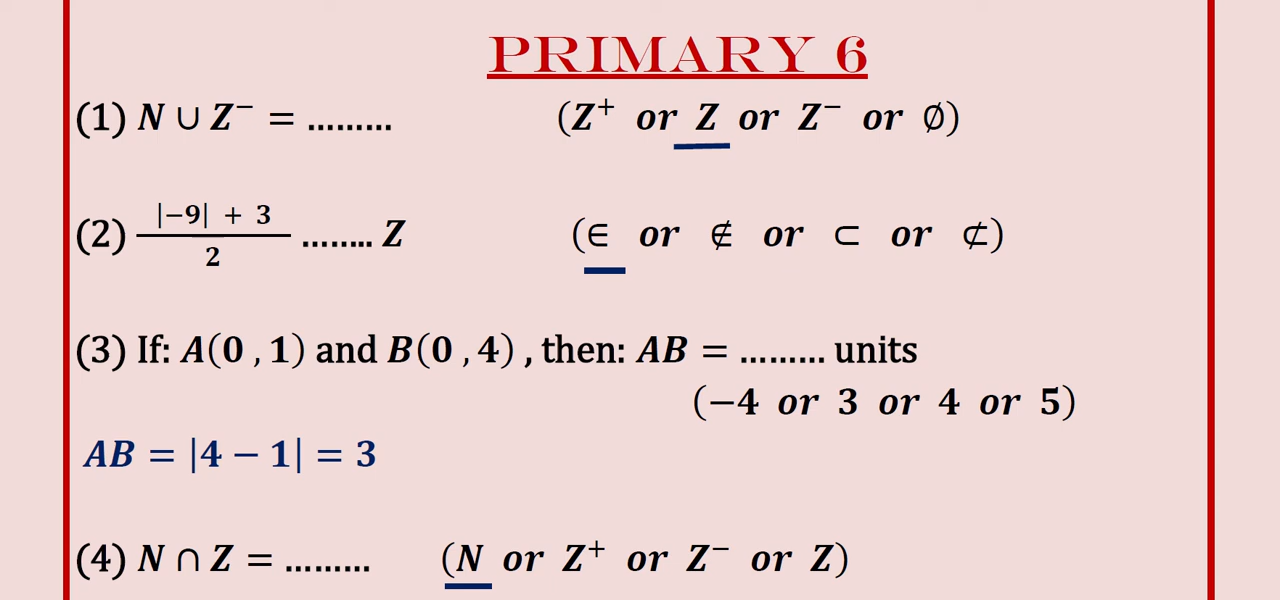 PRIMARY 6
(1) N ∪ Z⁻ = ......... (Z⁺ or Z or Z⁻ or ∅)
(2) (|−9| + 3)/2 ........ Z (∈ or ∉ or ⊂ or ⊄)
(3) If: A(0 , 1) and B(0 , 4) , then: AB = ......... units
(−4 or 3 or 4 or 5)
AB = |4 − 1| = 3
(4) N ∩ Z = ......... (N or Z⁺ or Z⁻ or Z)